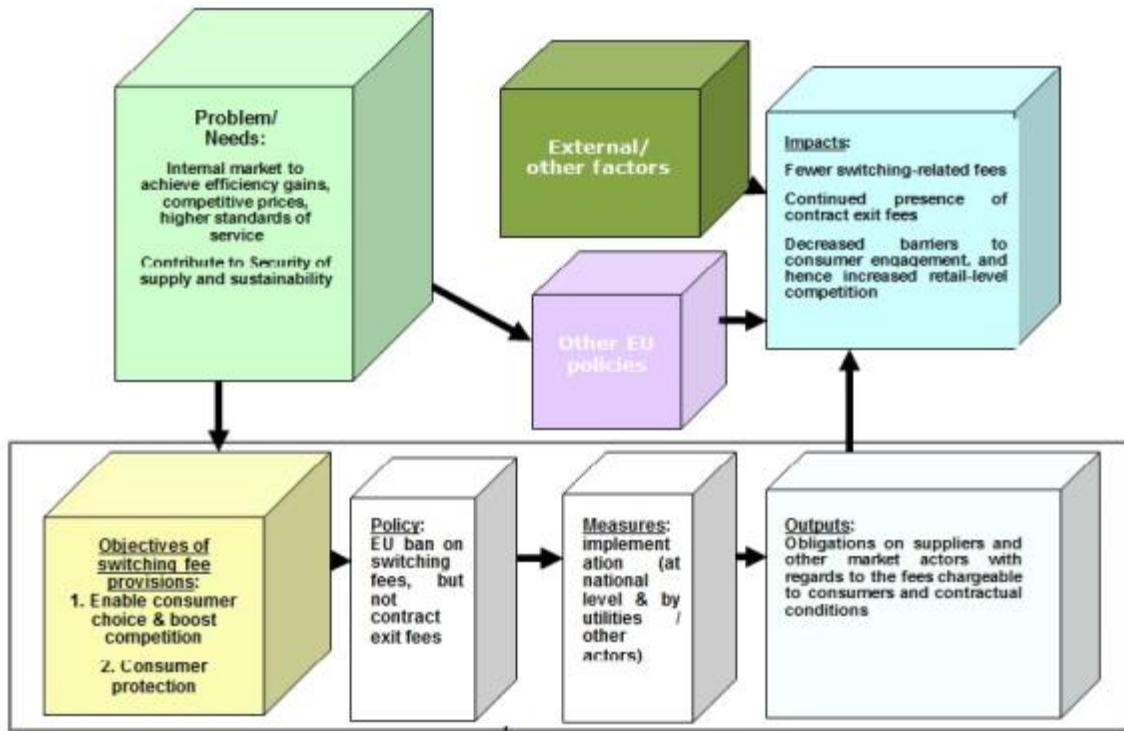 Problem/
Needs:
Internal market to
achieve efficiency gains,
competitive prices,
higher standards of
service
Contribute to Security of
supply and sustainability
External/
other factors
Impacts:
Fewer switching-related fees
Continued presence of
contract exit fees
Decreased barriers to
consumer engagement, and
hence increased retail-level
competition
Other EU
policies
Objectives of
switching fee
provisions:
1. Enable consumer
choice & boost
competition
2. Consumer
protection
Policy:
EU ban on
switching
fees, but
not
contract
exit fees
Measures:
implement
ation (at
national
level & by
utilities /
other
actors)
Outputs:
Obligations on suppliers and
other market actors with
regards to the fees chargeable
to consumers and contractual
conditions